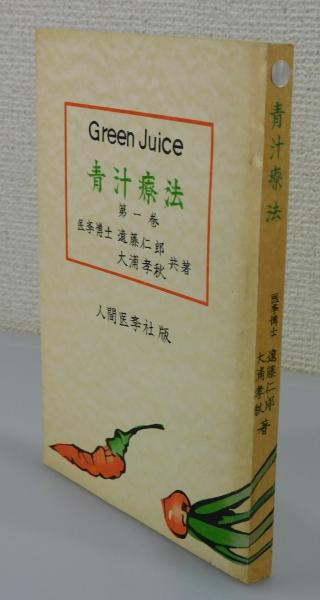 Green Juice
青汁療法
第一巻
医学博士 遠藤仁郎
大浦孝秋 共著
人間医学社版
青汁療法
医学博士 遠藤仁郎
大浦孝秋 著